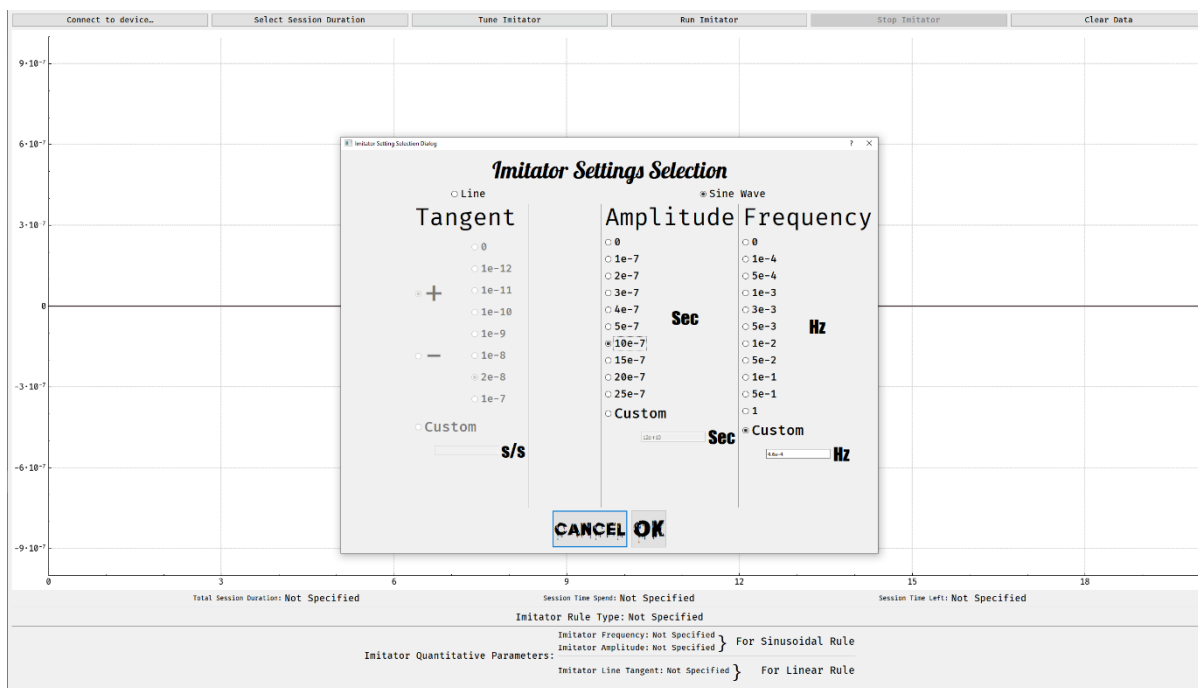 Connect to device…
Select Session Duration
Tune Imitator
Run Imitator
Stop Imitator
Clear Data
9·10⁻⁷
6·10⁻⁷
3·10⁻⁷
0
-3·10⁻⁷
-6·10⁻⁷
-9·10⁻⁷
0 3 6 9 12 15 18
Imitator Setting Selection Dialog
? ×
Imitator Settings Selection
Line
Sine Wave
Tangent
+
−
0
1e-12
1e-11
1e-10
1e-9
1e-8
2e-8
1e-7
Custom
s/s
Amplitude
0
1e-7
2e-7
3e-7
4e-7
5e-7
10e-7
15e-7
20e-7
25e-7
Sec
Custom
Sec
Frequency
0
1e-4
5e-4
1e-3
3e-3
5e-3
1e-2
5e-2
1e-1
5e-1
1
Hz
Custom
Hz
CANCEL
OK
Total Session Duration: Not Specified
Session Time Spend: Not Specified
Session Time Left: Not Specified
Imitator Rule Type: Not Specified
Imitator Quantitative Parameters:
Imitator Frequency: Not Specified
Imitator Amplitude: Not Specified
} For Sinusoidal Rule
Imitator Line Tangent: Not Specified } For Linear Rule